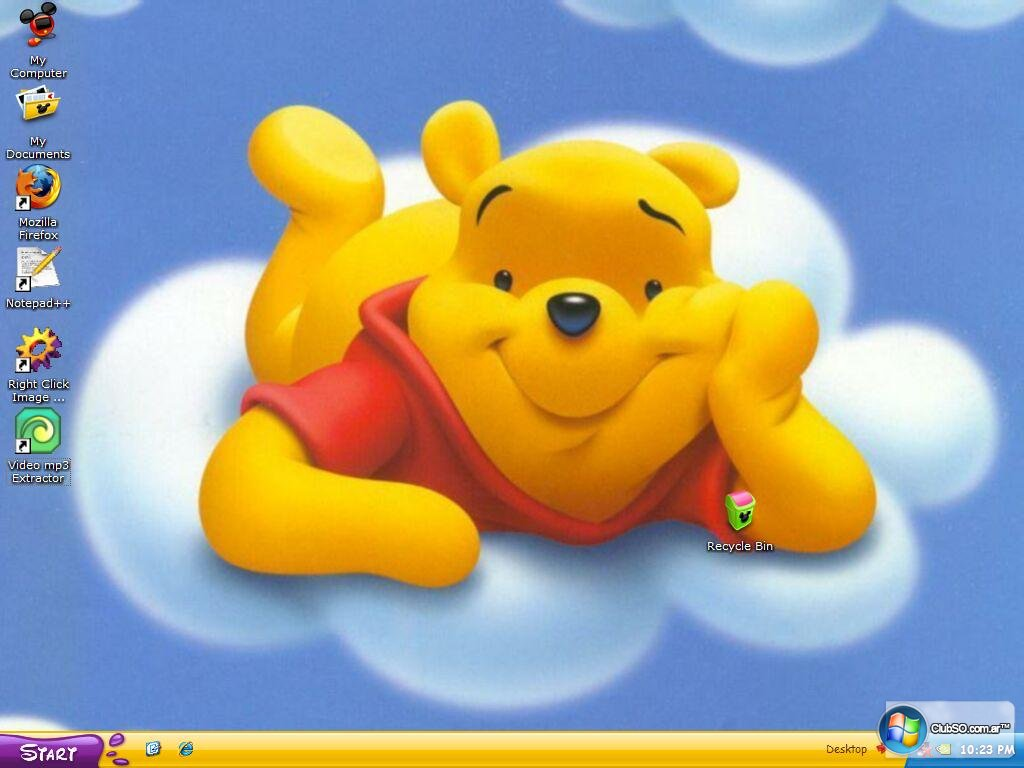 My
Computer
My
Documents
Mozilla
Firefox
Notepad++
Right Click
Image ...
Video mp3
Extractor
Recycle Bin
START
Desktop
ClubSO.com.ar™
10:23 PM